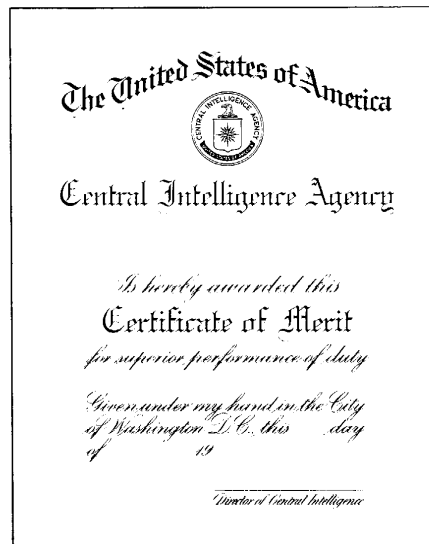 The United States of America
CENTRAL INTELLIGENCE AGENCY
UNITED STATES OF AMERICA
Central Intelligence Agency
Is hereby awarded this
Certificate of Merit
for superior performance of duty
Given under my hand in the City
of Washington D.C., this day
of 19
Director of Central Intelligence